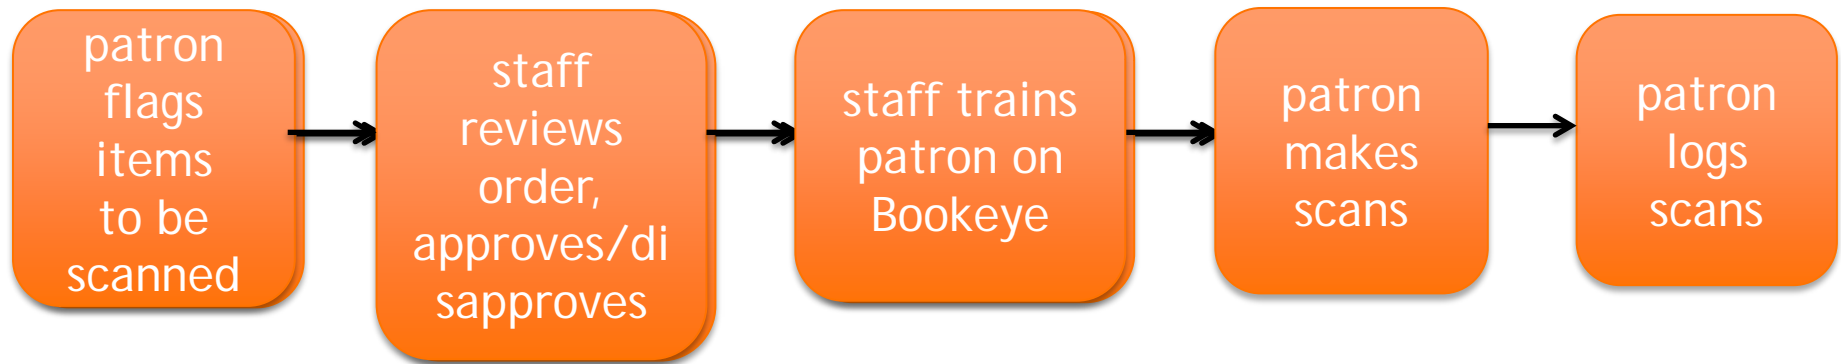 patron
flags
items
to be
scanned
staff
reviews
order,
approves/di
sapproves
staff trains
patron on
Bookeye
patron
makes
scans
patron
logs
scans